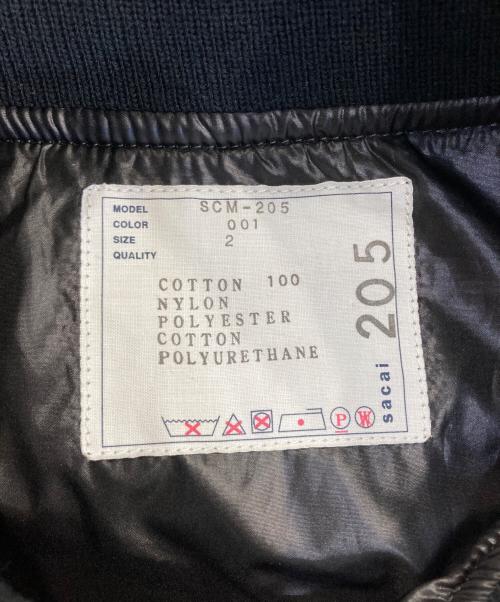 MODEL SCM-205
COLOR 001
SIZE 2
QUALITY
COTTON 100
NYLON
POLYESTER
COTTON
POLYURETHANE
sacai 205
P W